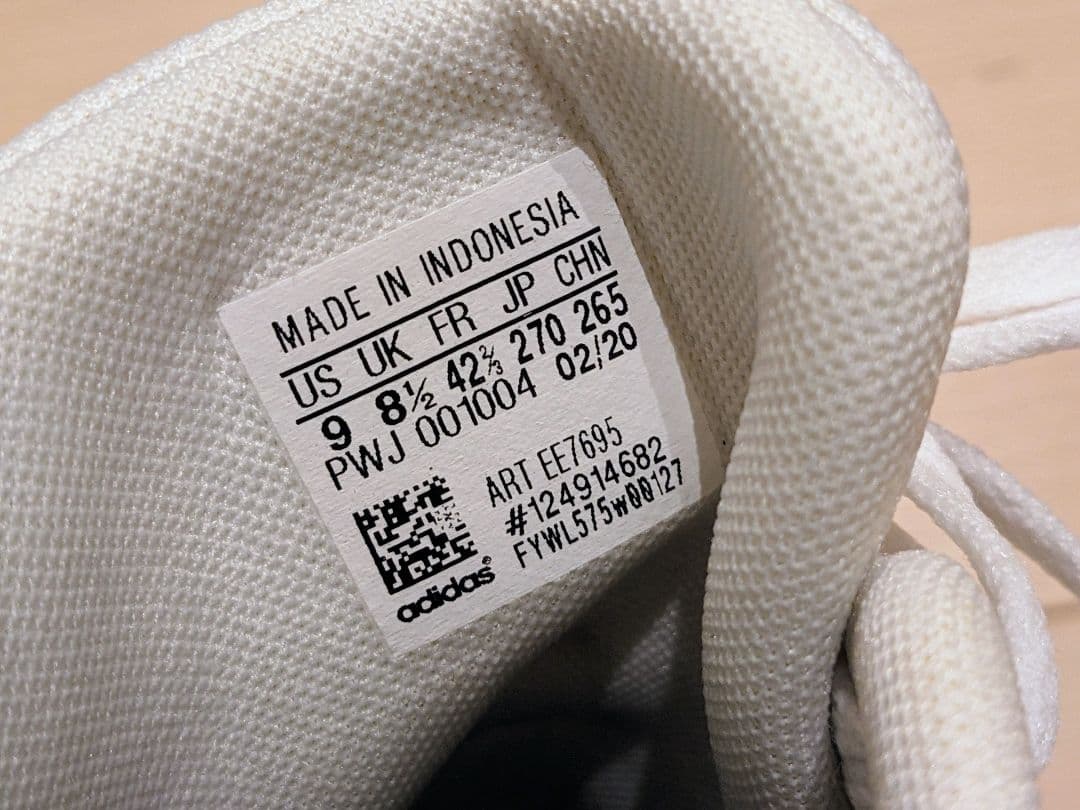 MADE IN INDONESIA
US UK FR JP CHN
9 8½ 42⅔ 270 265
PWJ 001004 02/20
ART EE7695
#124914682
FYWL575W00127
adidas®